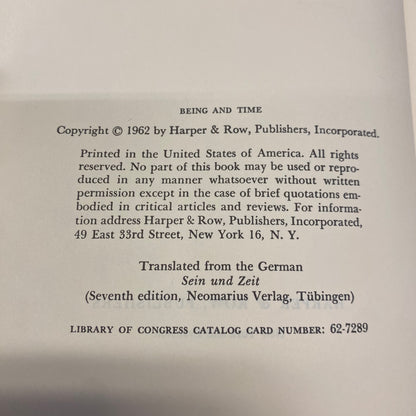 BEING AND TIME
Copyright © 1962 by Harper & Row, Publishers, Incorporated.
Printed in the United States of America. All rights
reserved. No part of this book may be used or repro-
duced in any manner whatsoever without written
permission except in the case of brief quotations em-
bodied in critical articles and reviews. For informa-
tion address Harper & Row, Publishers, Incorporated,
49 East 33rd Street, New York 16, N. Y.
Translated from the German
Sein und Zeit
(Seventh edition, Neomarius Verlag, Tübingen)
LIBRARY OF CONGRESS CATALOG CARD NUMBER: 62-7289